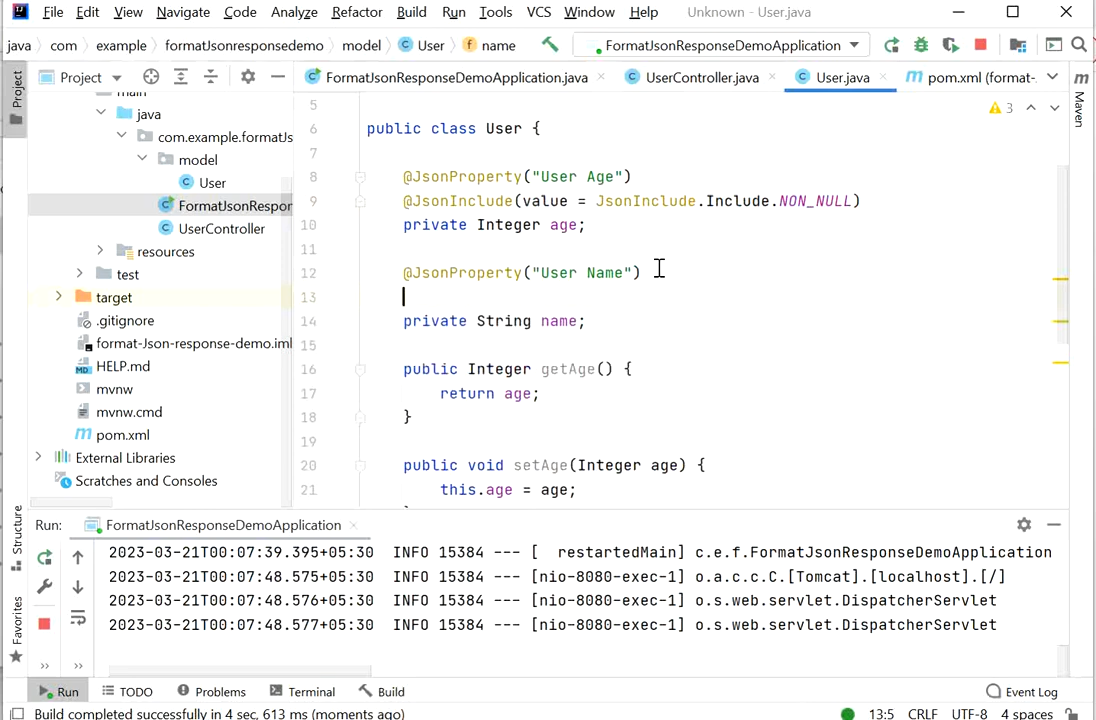 File Edit View Navigate Code Analyze Refactor Build Run Tools VCS Window Help Unknown - User.java
java com example formatJsonresponsedemo model User name FormatJsonResponseDemoApplication
Project FormatJsonResponseDemoApplication.java UserController.java User.java pom.xml (format-
Project
Maven
main
java
com.example.formatJs
model
User
FormatJsonRespor
UserController
resources
test
target
.gitignore
format-Json-response-demo.iml
HELP.md
mvnw
mvnw.cmd
pom.xml
External Libraries
Scratches and Consoles
3
5
6 public class User {
7
8 @JsonProperty("User Age")
9 @JsonInclude(value = JsonInclude.Include.NON_NULL)
10 private Integer age;
11
12 @JsonProperty("User Name")
13
14 private String name;
15
16 public Integer getAge() {
17 return age;
18 }
19
20 public void setAge(Integer age) {
21 this.age = age;
Structure
Favorites
Run: FormatJsonResponseDemoApplication
2023-03-21T00:07:39.395+05:30 INFO 15384 --- [ restartedMain] c.e.f.FormatJsonResponseDemoApplication
2023-03-21T00:07:48.575+05:30 INFO 15384 --- [nio-8080-exec-1] o.a.c.c.C.[Tomcat].[localhost].[/]
2023-03-21T00:07:48.576+05:30 INFO 15384 --- [nio-8080-exec-1] o.s.web.servlet.DispatcherServlet
2023-03-21T00:07:48.577+05:30 INFO 15384 --- [nio-8080-exec-1] o.s.web.servlet.DispatcherServlet
Run TODO Problems Terminal Build Event Log
Build completed successfully in 4 sec, 613 ms (moments ago) 13:5 CRLF UTF-8 4 spaces